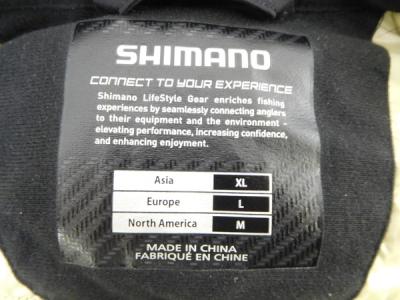 SHIMANO
CONNECT TO YOUR EXPERIENCE
Shimano LifeStyle Gear enriches fishing
experiences by seamlessly connecting anglers
to their equipment and the environment -
elevating performance, increasing confidence,
and enhancing enjoyment.
Asia XL
Europe L
North America M
MADE IN CHINA
FABRIQUÉ EN CHINE